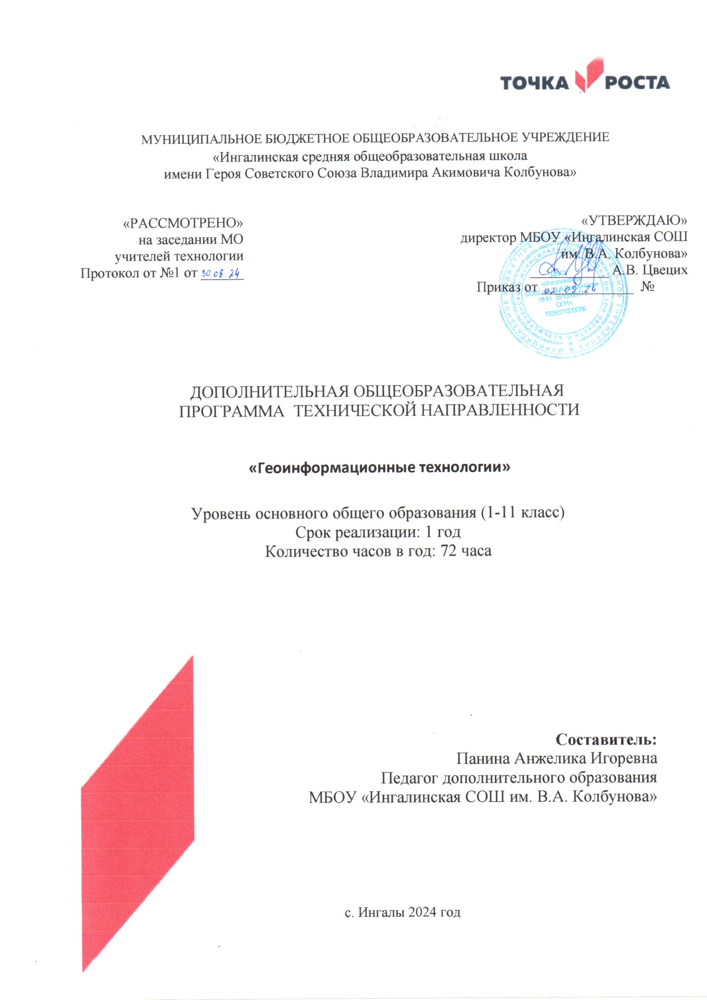 ТОЧКА РОСТА
МУНИЦИПАЛЬНОЕ БЮДЖЕТНОЕ ОБЩЕОБРАЗОВАТЕЛЬНОЕ УЧРЕЖДЕНИЕ
«Ингалинская средняя общеобразовательная школа
имени Героя Советского Союза Владимира Акимовича Колбунова»
«РАССМОТРЕНО»
на заседании МО
учителей технологии
Протокол от №1 от 30.08.24
«УТВЕРЖДАЮ»
директор МБОУ «Ингалинская СОШ
им. В.А. Колбунова»
А.В. Цвецих
Приказ от 02.09.24 №
ИНН
ОГРН
ДОПОЛНИТЕЛЬНАЯ ОБЩЕОБРАЗОВАТЕЛЬНАЯ
ПРОГРАММА ТЕХНИЧЕСКОЙ НАПРАВЛЕННОСТИ
«Геоинформационные технологии»
Уровень основного общего образования (1-11 класс)
Срок реализации: 1 год
Количество часов в год: 72 часа
Составитель:
Панина Анжелика Игоревна
Педагог дополнительного образования
МБОУ «Ингалинская СОШ им. В.А. Колбунова»
с. Ингалы 2024 год